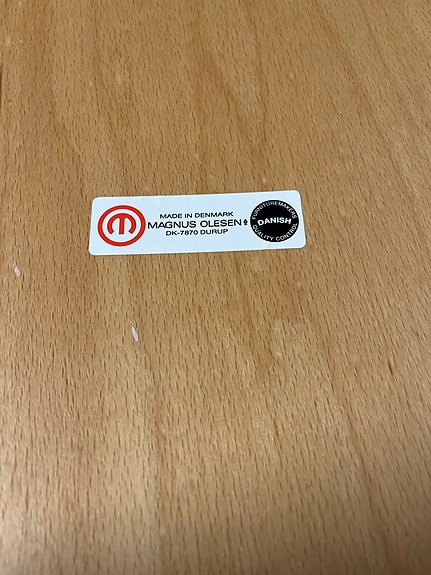 MADE IN DENMARK
MAGNUS OLESEN
DK-7870 DURUP
FURNITUREMAKERS
DANISH
QUALITY CONTROL